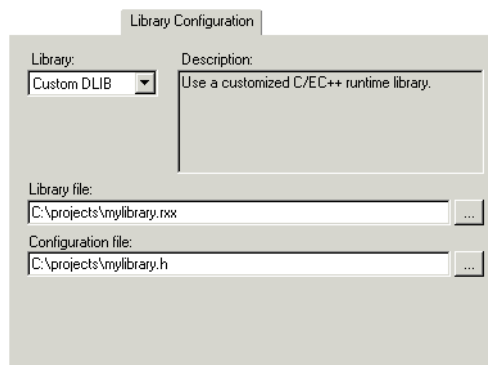 Library Configuration
Library:
Description:
Custom DLIB
Use a customized C/EC++ runtime library.
Library file:
C:\projects\mylibrary.rxx
...
Configuration file:
C:\projects\mylibrary.h
...